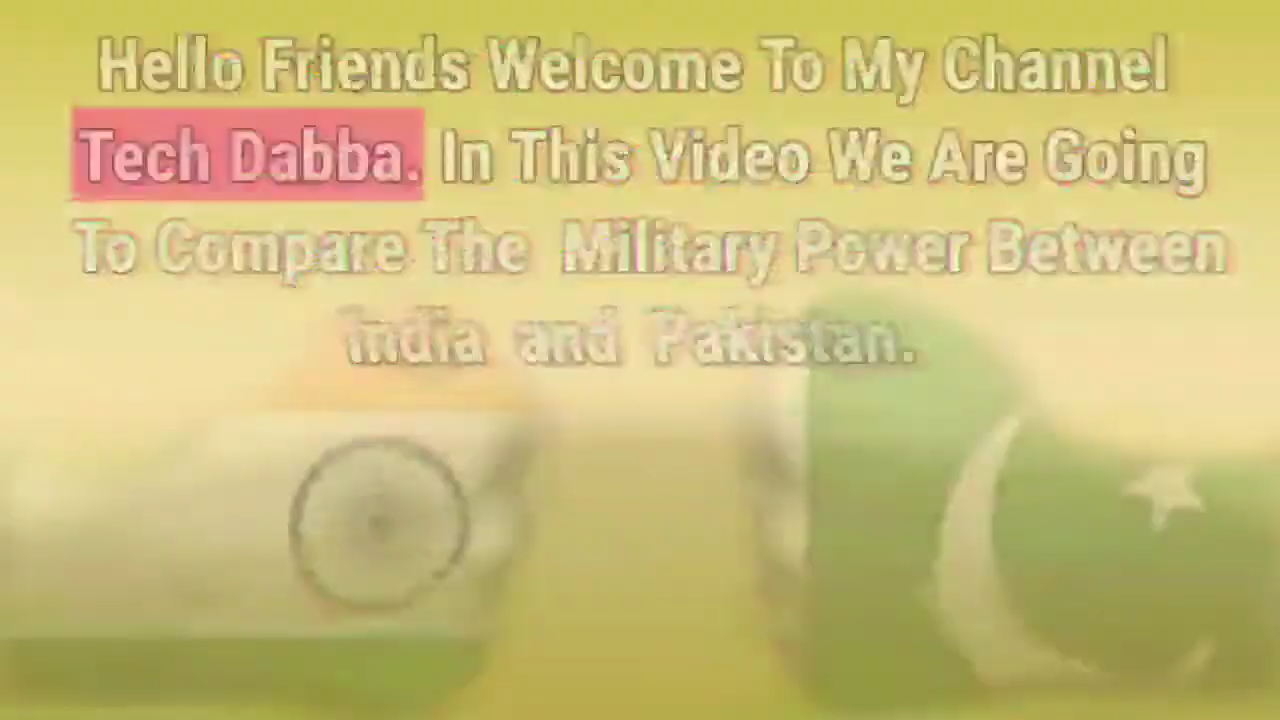 Hello Friends Welcome To My Channel
Tech Dabba. In This Video We Are Going
To Compare The Military Power Between
India and Pakistan.